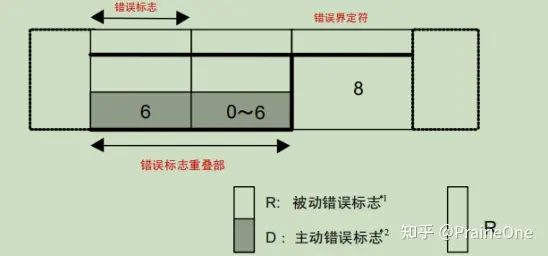 错误标志
错误界定符
6
0～6
8
错误标志重叠部
R: 被动错误标志*1
D： 主动错误标志*2
R
知乎 @PraineOne